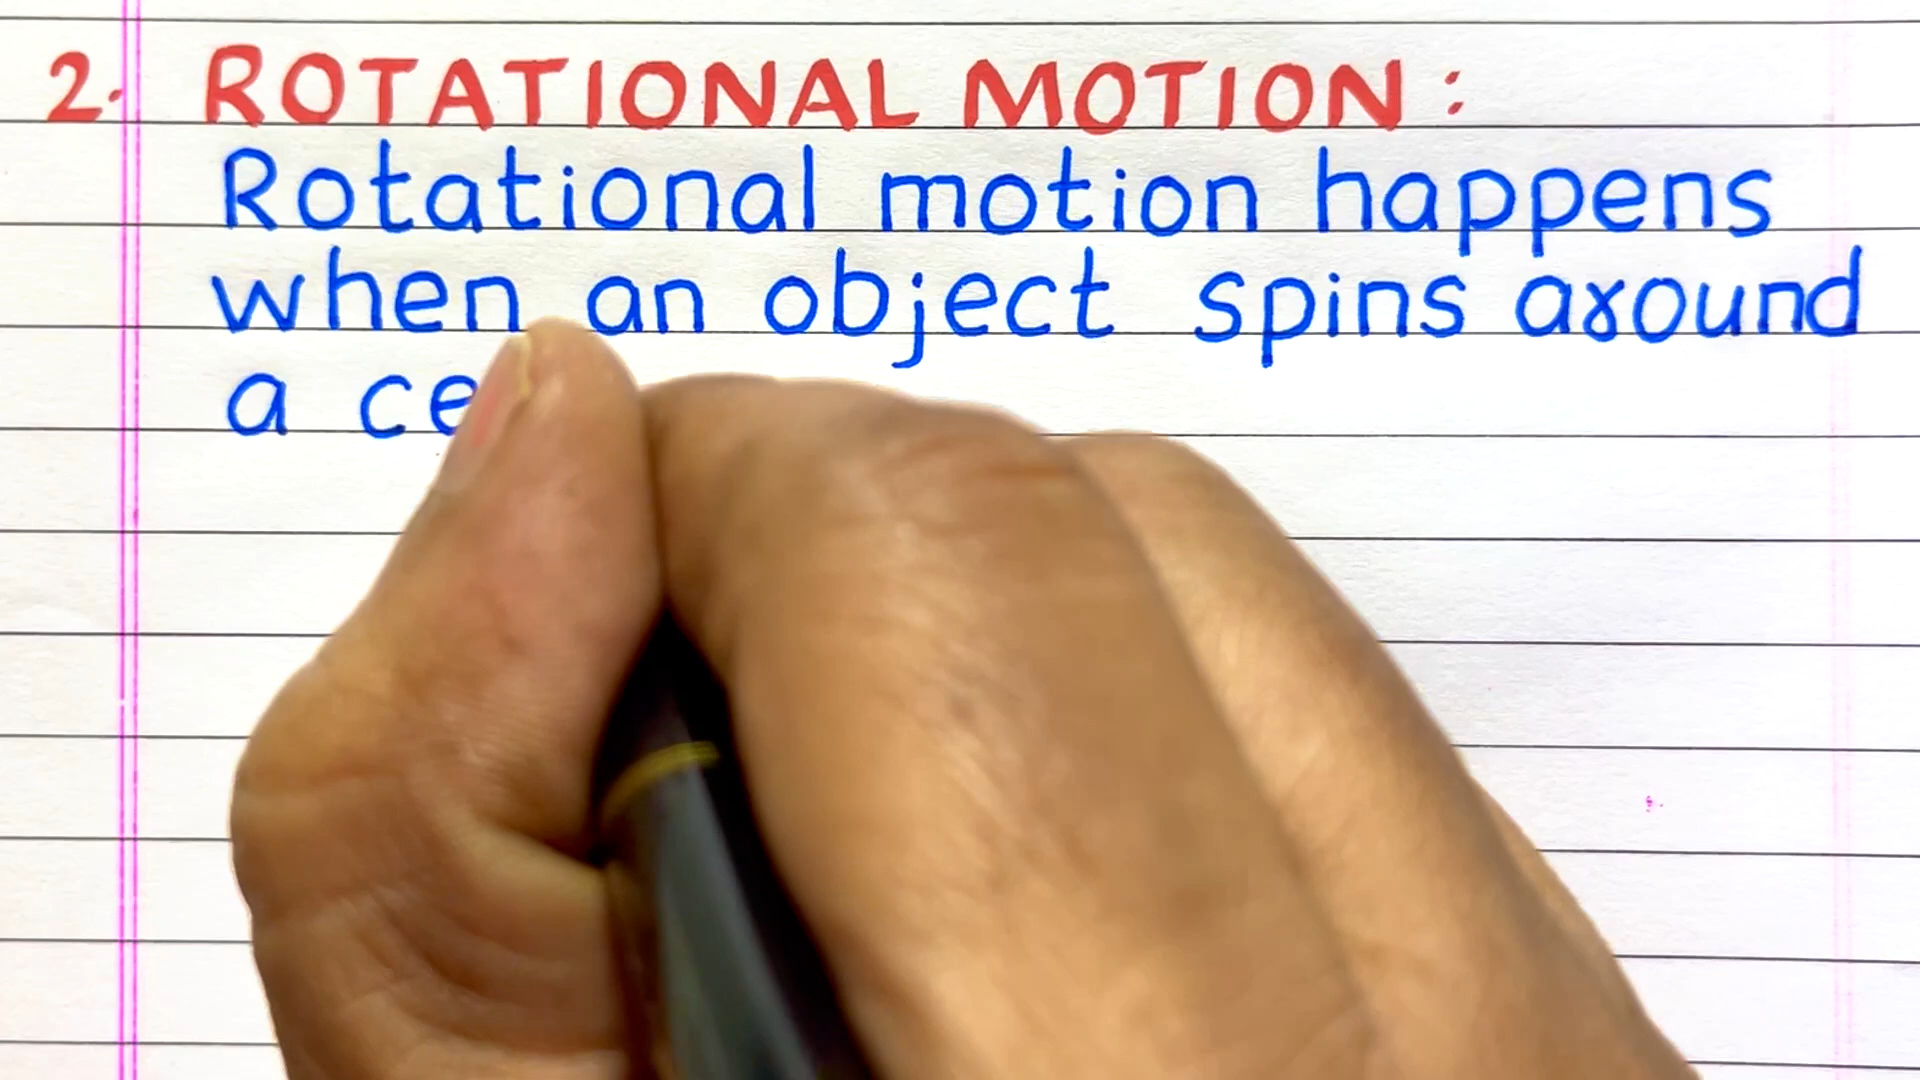 2. ROTATIONAL MOTION :
Rotational motion happens
when an object spins around
a ce